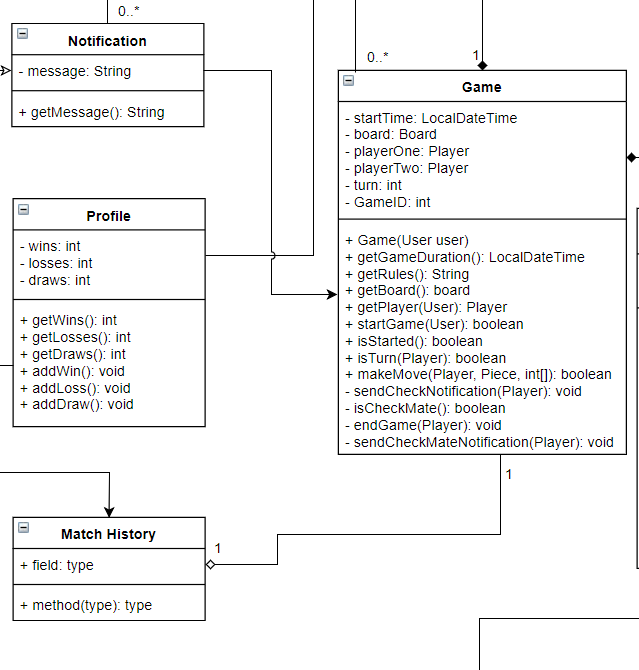 0..*
Notification
- message: String
+ getMessage(): String
0..*
1
Game
- startTime: LocalDateTime
- board: Board
- playerOne: Player
- playerTwo: Player
- turn: int
- GameID: int
+ Game(User user)
+ getGameDuration(): LocalDateTime
+ getRules(): String
+ getBoard(): board
+ getPlayer(User): Player
+ startGame(User): boolean
+ isStarted(): boolean
+ isTurn(Player): boolean
+ makeMove(Player, Piece, int[]): boolean
- sendCheckNotification(Player): void
- isCheckMate(): boolean
- endGame(Player): void
- sendCheckMateNotification(Player): void
1
Profile
- wins: int
- losses: int
- draws: int
+ getWins(): int
+ getLosses(): int
+ getDraws(): int
+ addWin(): void
+ addLoss(): void
+ addDraw(): void
Match History
+ field: type
+ method(type): type
1